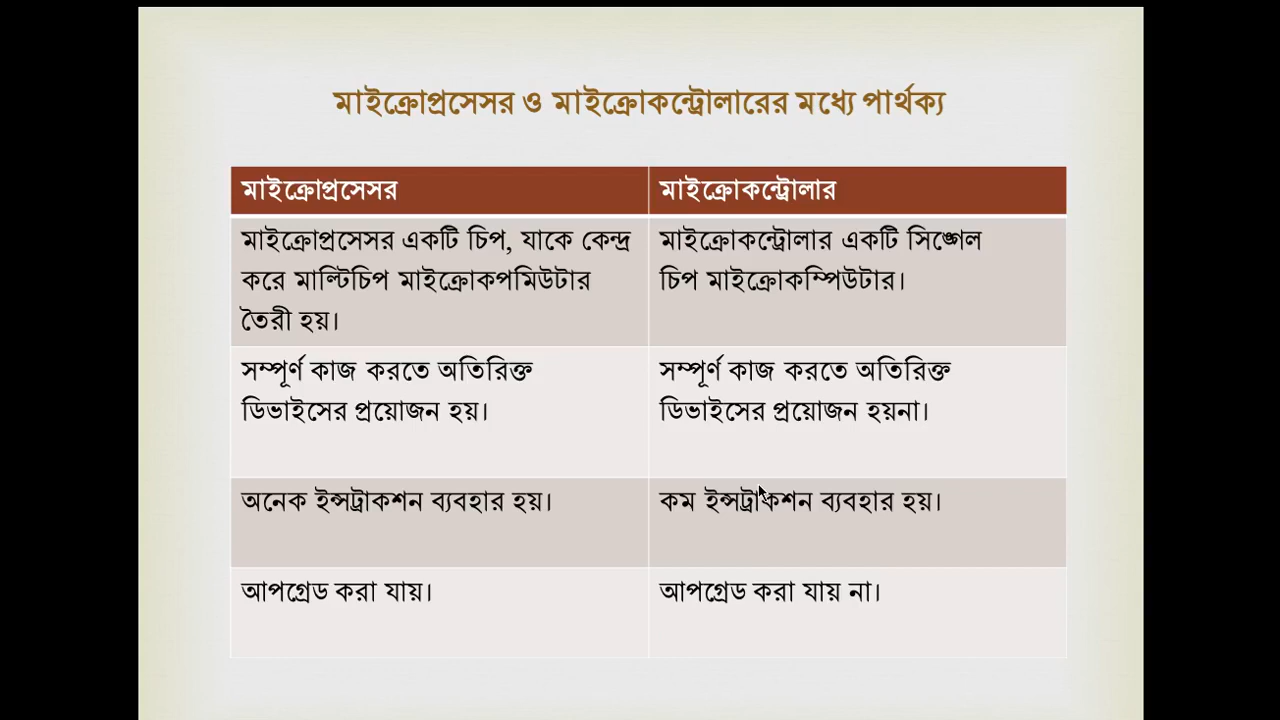 মাইক্রোপ্রসেসর ও মাইক্রোকন্ট্রোলারের মধ্যে পার্থক্য
মাইক্রোপ্রসেসর
মাইক্রোকন্ট্রোলার
মাইক্রোপ্রসেসর একটি চিপ, যাকে কেন্দ্র
করে মাল্টিচিপ মাইক্রোকপমিউটার
তৈরী হয়।
মাইক্রোকন্ট্রোলার একটি সিঙ্গেল
চিপ মাইক্রোকম্পিউটার।
সম্পূর্ণ কাজ করতে অতিরিক্ত
ডিভাইসের প্রয়োজন হয়।
সম্পূর্ণ কাজ করতে অতিরিক্ত
ডিভাইসের প্রয়োজন হয়না।
অনেক ইন্সট্রাকশন ব্যবহার হয়।
কম ইন্সট্রাকশন ব্যবহার হয়।
আপগ্রেড করা যায়।
আপগ্রেড করা যায় না।